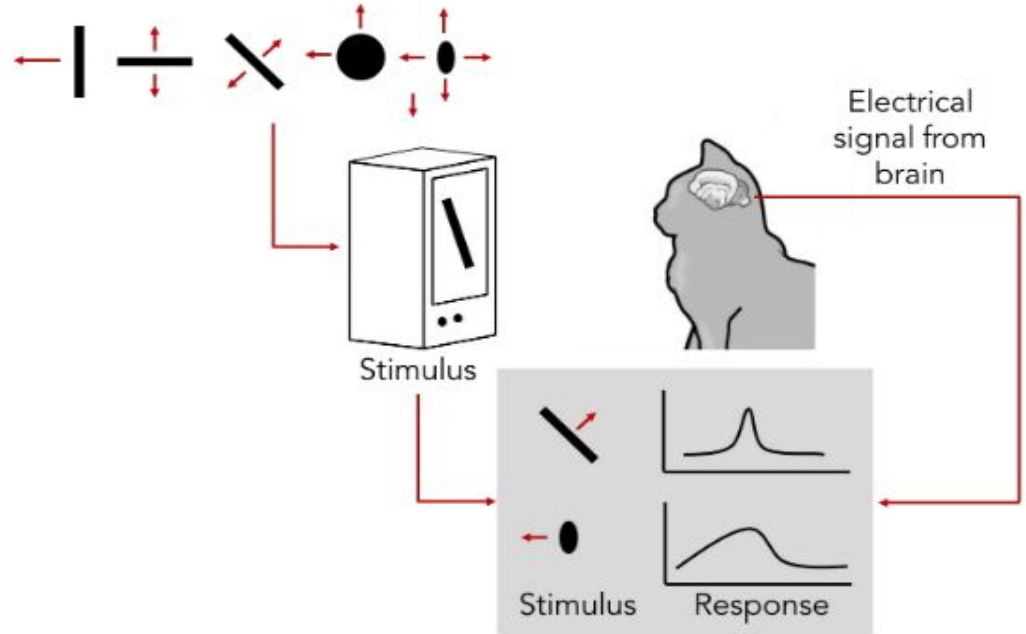 Electrical
signal from
brain
Stimulus
Stimulus
Response